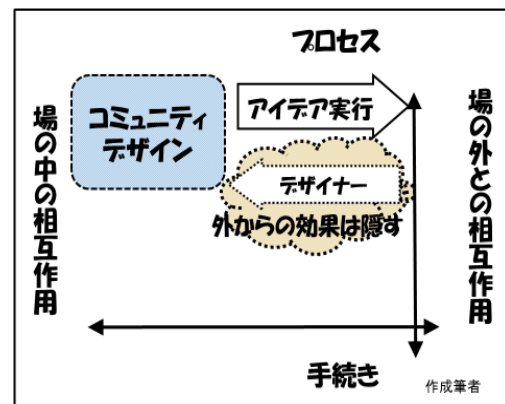 プロセス
コミュニティ
デザイン
アイデア実行
デザイナー
外からの効果は隠す
場の中の相互作用
場の外との相互作用
手続き
作成筆者